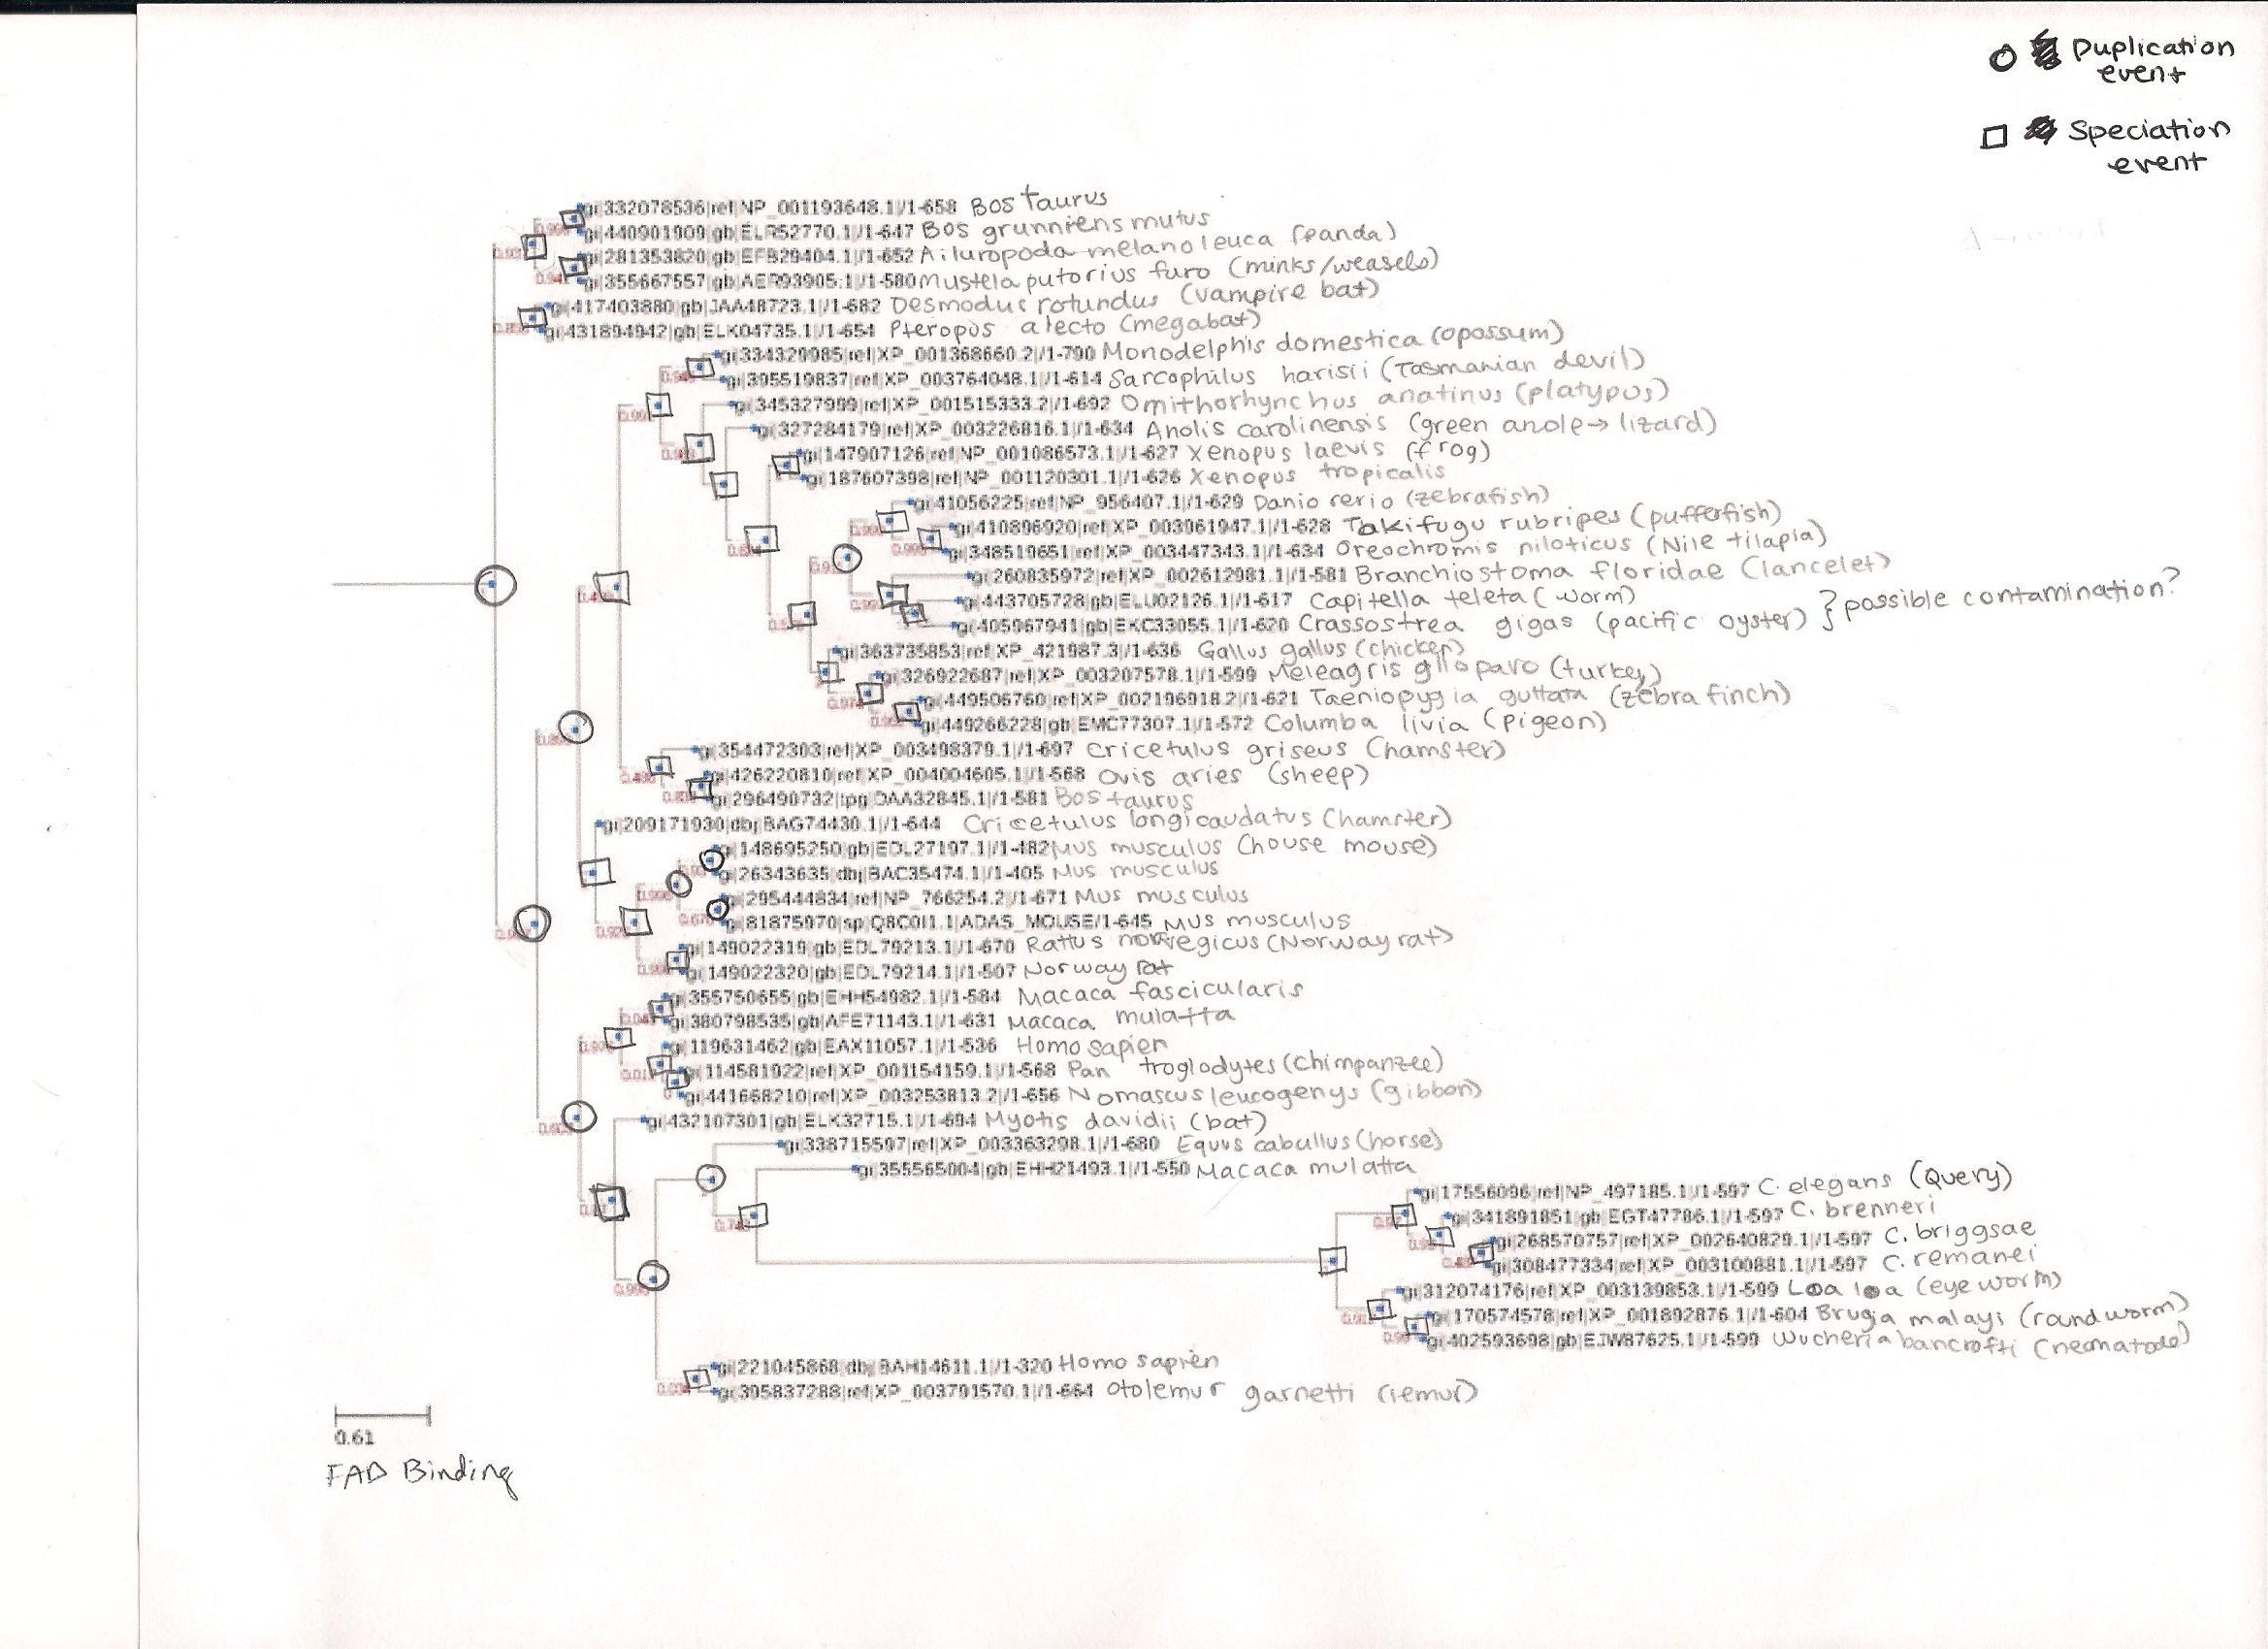 Duplication
event
Speciation
event
gi|332078536|ref|NP_001193648.1|/1-658 Bos taurus
gi|440901909|gb|ELR52770.1|/1-647 Bos grunniens mutus
gi|281353820|gb|EFB29404.1|/1-652 Ailuropoda melanoleuca (panda)
gi|355667557|gb|AER93905.1|/1-580 Mustela putorius furo (minks/weasels)
gi|417403880|gb|JAA48723.1|/1-682 Desmodus rotundus (vampire bat)
gi|431894942|gb|ELK04735.1|/1-654 Pteropus alecto (megabat)
gi|334329985|ref|XP_001368660.2|/1-790 Monodelphis domestica (opossum)
gi|395519837|ref|XP_003764048.1|/1-614 Sarcophilus harisii (Tasmanian devil)
gi|345327999|ref|XP_001515333.2|/1-692 Ornithorhynchus anatinus (platypus)
gi|327284179|ref|XP_003226816.1|/1-634 Anolis carolinensis (green anole→ lizard)
gi|147907126|ref|NP_001086573.1|/1-627 Xenopus laevis (frog)
gi|187607398|ref|NP_001120301.1|/1-626 Xenopus tropicalis
gi|41056225|ref|NP_956407.1|/1-629 Danio rerio (zebrafish)
gi|410896920|ref|XP_003961947.1|/1-628 Takifugu rubripes (pufferfish)
gi|348519651|ref|XP_003447343.1|/1-634 Oreochromis niloticus (Nile tilapia)
gi|260835972|ref|XP_002612981.1|/1-581 Branchiostoma floridae (lancelet)
gi|443705728|gb|ELU02126.1|/1-617 Capitella teleta (worm)
gi|405967941|gb|EKC33055.1|/1-620 Crassostrea gigas (pacific oyster) } possible contamination?
gi|363735853|ref|XP_421987.3|/1-636 Gallus gallus (chicken)
gi|326922687|ref|XP_003207578.1|/1-599 Meleagris glloparo (turkey)
gi|449506760|ref|XP_002196918.2|/1-621 Taeniopygia guttata (zebra finch)
gi|449266228|gb|EMC77307.1|/1-572 Columba livia (pigeon)
gi|354472303|ref|XP_003498379.1|/1-697 Cricetulus griseus (hamster)
gi|426220810|ref|XP_004004605.1|/1-568 Ovis aries (sheep)
gi|296490732|tpg|DAA32845.1|/1-581 Bos taurus
gi|209171930|dbj|BAG74430.1|/1-644 Cricetulus longicaudatus (hamster)
gi|148695250|gb|EDL27197.1|/1-482 Mus musculus (house mouse)
gi|26343635|dbj|BAC35474.1|/1-405 Mus musculus
gi|295444834|ref|NP_766254.2|/1-671 Mus musculus
gi|81875970|sp|Q8C0I1.1|ADAS_MOUSE/1-645 Mus musculus
gi|149022319|gb|EDL79213.1|/1-670 Rattus norvegicus (Norway rat)
gi|149022320|gb|EDL79214.1|/1-507 Norway Rat
gi|355750655|gb|EHH54982.1|/1-584 Macaca fascicularis
gi|380798535|gb|AFE71143.1|/1-631 Macaca mulatta
gi|119631462|gb|EAX11057.1|/1-536 Homo sapien
gi|114581922|ref|XP_001154159.1|/1-568 Pan troglodytes (Chimpanzee)
gi|441668210|ref|XP_003253813.2|/1-656 Nomascus leucogenys (gibbon)
gi|432107301|gb|ELK32715.1|/1-694 Myotis davidii (bat)
gi|338715597|ref|XP_003363298.1|/1-680 Equus caballus (horse)
gi|355565004|gb|EHH21493.1|/1-550 Macaca mulatta
gi|17556096|ref|NP_497185.1|/1-597 C. elegans (Query)
gi|341891851|gb|EGT47786.1|/1-597 C. brenneri
gi|268570757|ref|XP_002640829.1|/1-597 C. briggsae
gi|308477334|ref|XP_003100881.1|/1-597 C. remanei
gi|312074176|ref|XP_003139853.1|/1-599 Loa loa (eye worm)
gi|170574578|ref|XP_001892876.1|/1-604 Brugia malayi (roundworm)
gi|402593698|gb|EJW87625.1|/1-599 Wucheria bancrofti (nematode)
gi|221045868|dbj|BAH14611.1|/1-320 Homo sapien
gi|395837288|ref|XP_003791570.1|/1-664 Otolemur garnetti (lemur)
0.61
FAD Binding